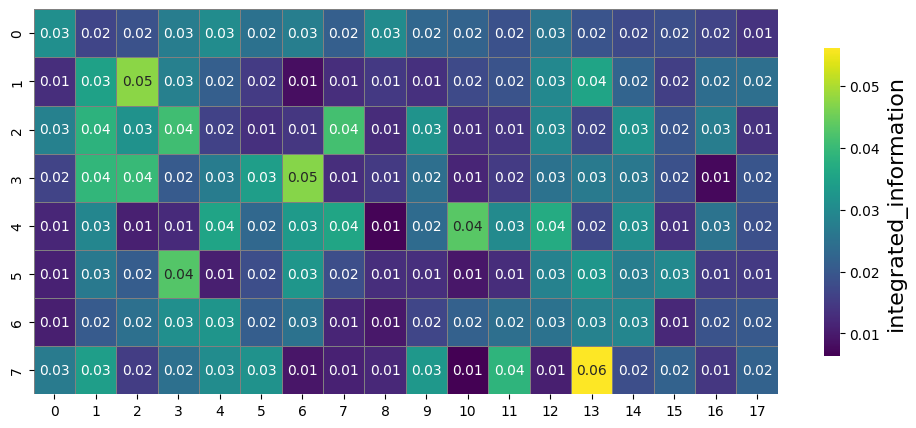 0 0.03 0.02 0.02 0.03 0.03 0.02 0.03 0.02 0.03 0.02 0.02 0.02 0.03 0.02 0.02 0.02 0.02 0.01
1 0.01 0.03 0.05 0.03 0.02 0.02 0.01 0.01 0.01 0.01 0.02 0.02 0.03 0.04 0.02 0.02 0.02 0.02
2 0.03 0.04 0.03 0.04 0.02 0.01 0.01 0.04 0.01 0.03 0.01 0.01 0.03 0.02 0.03 0.02 0.03 0.01
3 0.02 0.04 0.04 0.02 0.03 0.03 0.05 0.01 0.01 0.02 0.01 0.02 0.03 0.03 0.03 0.02 0.01 0.02
4 0.01 0.03 0.01 0.01 0.04 0.02 0.03 0.04 0.01 0.02 0.04 0.03 0.04 0.02 0.03 0.01 0.03 0.02
5 0.01 0.03 0.02 0.04 0.01 0.02 0.03 0.02 0.01 0.01 0.01 0.01 0.03 0.03 0.03 0.03 0.01 0.01
6 0.01 0.02 0.02 0.03 0.03 0.02 0.03 0.01 0.01 0.02 0.02 0.02 0.03 0.03 0.03 0.01 0.02 0.02
7 0.03 0.03 0.02 0.02 0.03 0.03 0.01 0.01 0.01 0.03 0.01 0.04 0.01 0.06 0.02 0.02 0.01 0.02
0 1 2 3 4 5 6 7 8 9 10 11 12 13 14 15 16 17
0.05
0.04
0.03
0.02
0.01
integrated_information